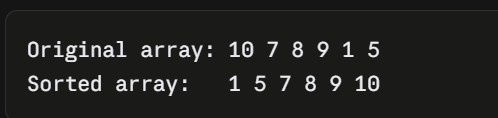 Original array: 10 7 8 9 1 5
Sorted array:   1 5 7 8 9 10